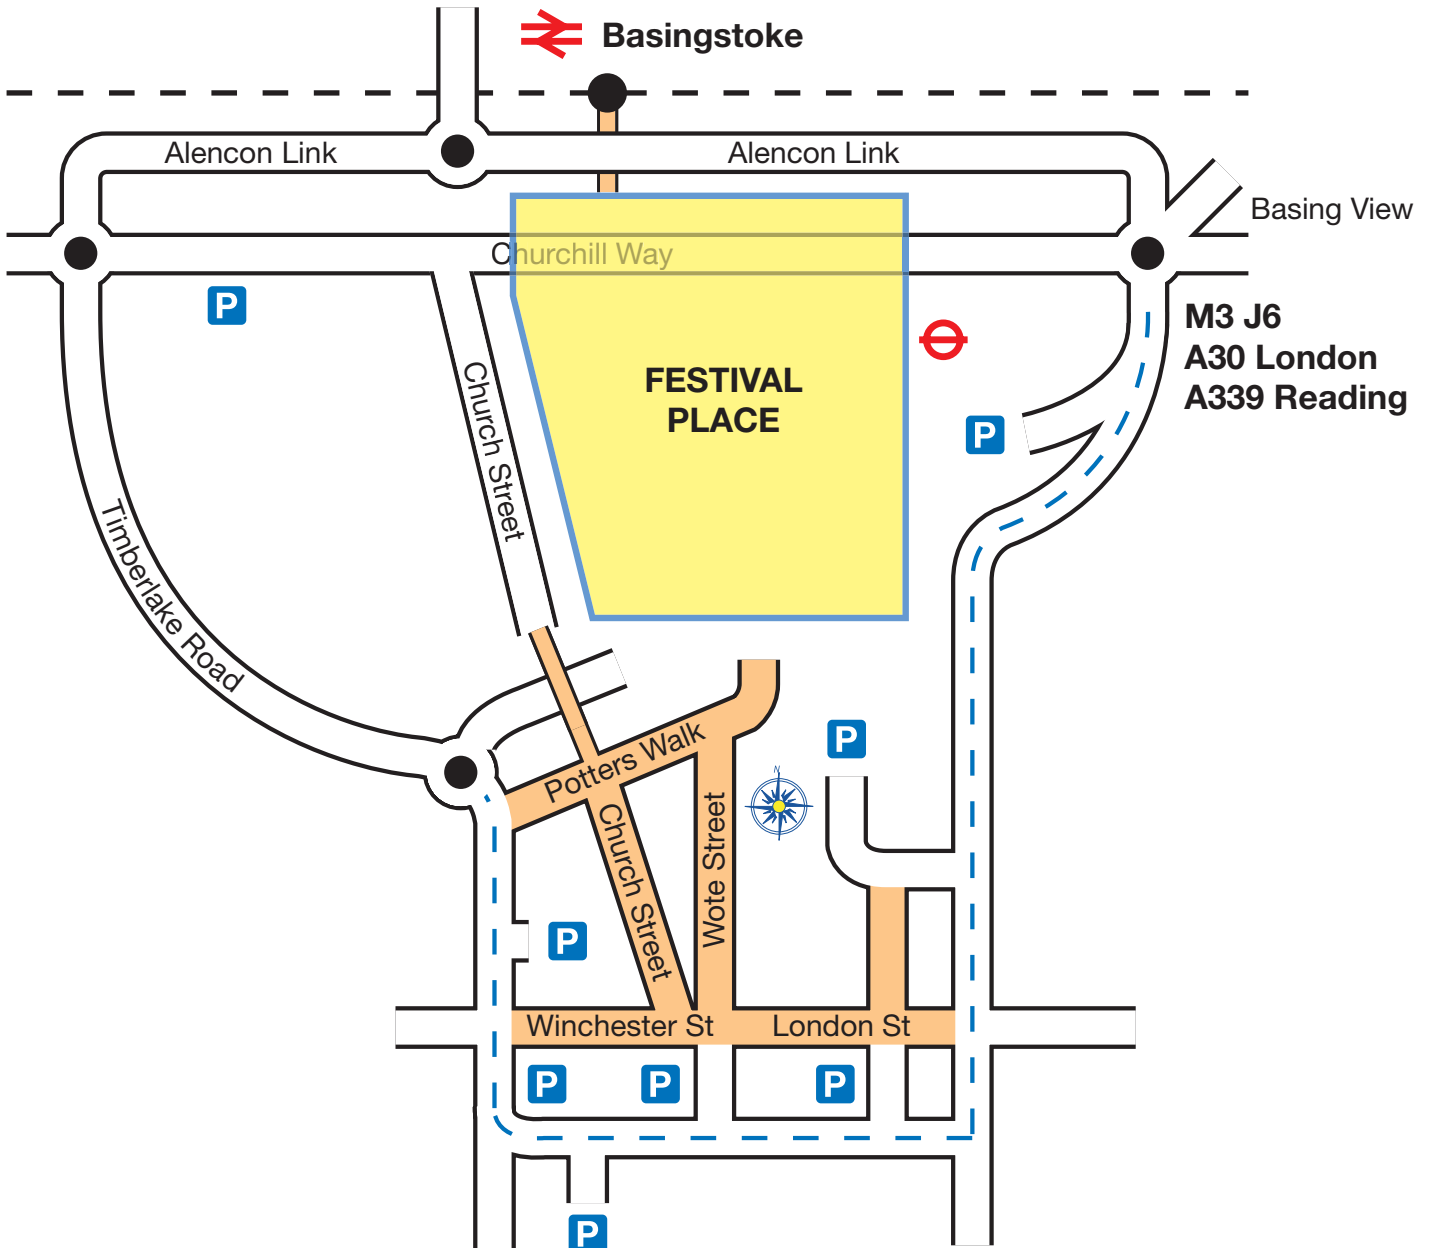 Basingstoke
Alencon Link
Alencon Link
Basing View
Churchill Way
P
M3 J6
A30 London
A339 Reading
FESTIVAL
PLACE
Church Street
P
Timberlake Road
Potters Walk
P
N
Church Street
Wote Street
P
Winchester St
London St
P
P
P
P